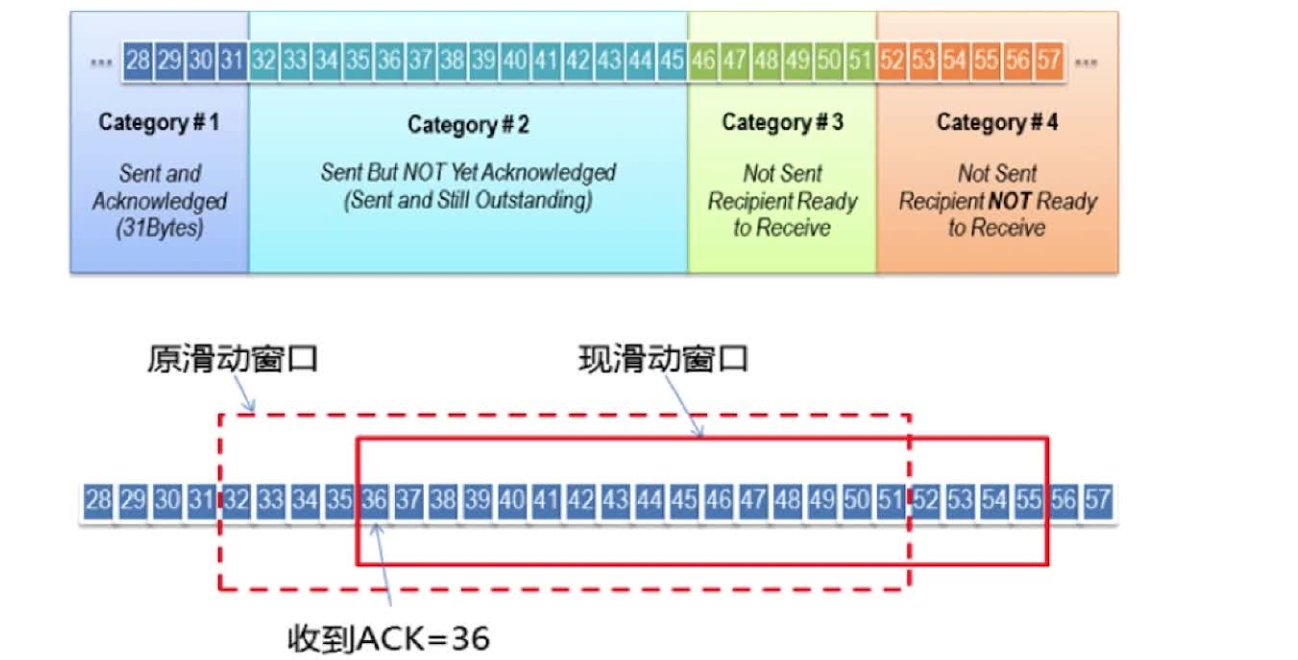 ... 28 29 30 31 32 33 34 35 36 37 38 39 40 41 42 43 44 45 46 47 48 49 50 51 52 53 54 55 56 57 ...
Category # 1
Sent and
Acknowledged
(31Bytes)
Category # 2
Sent But NOT Yet Acknowledged
(Sent and Still Outstanding)
Category # 3
Not Sent
Recipient Ready
to Receive
Category # 4
Not Sent
Recipient NOT Ready
to Receive
原滑动窗口
现滑动窗口
28 29 30 31 32 33 34 35 36 37 38 39 40 41 42 43 44 45 46 47 48 49 50 51 52 53 54 55 56 57
收到ACK=36